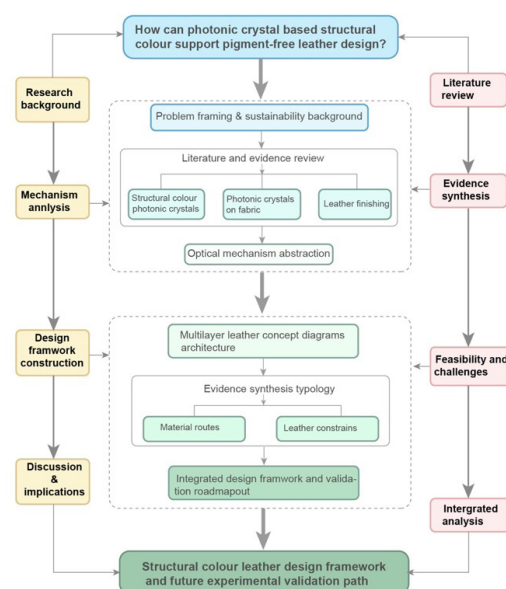 How can photonic crystal based structural
colour support pigment-free leather design?
Research
background
Literature
review
Problem framing & sustainability background
Literature and evidence review
Structural colour
photonic crystals
Photonic crystals
on fabric
Leather finishing
Mechanism
annlysis
Evidence
synthesis
Optical mechanism abstraction
Design
framwork
construction
Multilayer leather concept diagrams
architecture
Feasibility and
challenges
Evidence synthesis typology
Material routes
Leather constrains
Discussion
&
implications
Integrated design framwork and valida-
tion roadmapout
Intergrated
analysis
Structural colour leather design framework
and future experimental validation path